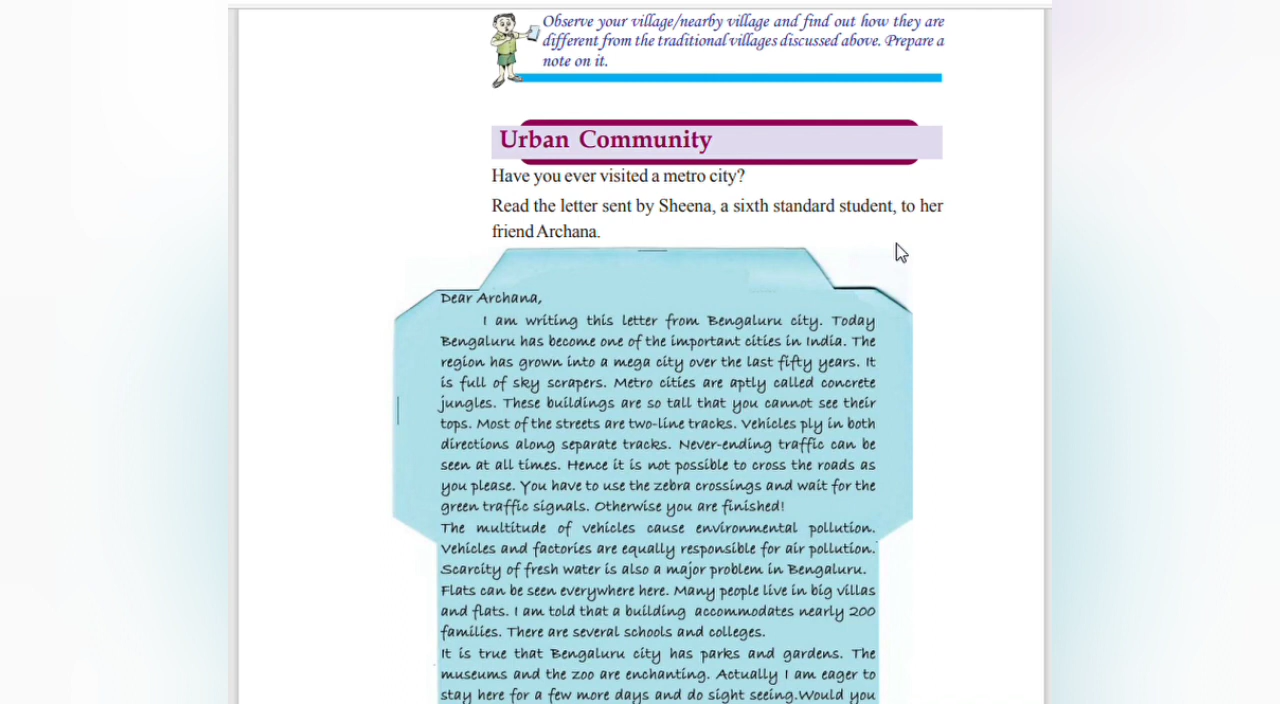 Observe your village/nearby village and find out how they are
different from the traditional villages discussed above. Prepare a
note on it.
Urban Community
Have you ever visited a metro city?
Read the letter sent by Sheena, a sixth standard student, to her
friend Archana.
Dear Archana,
I am writing this letter from Bengaluru city. Today
Bengaluru has become one of the important cities in India. The
region has grown into a mega city over the last fifty years. It
is full of sky scrapers. Metro cities are aptly called concrete
jungles. These buildings are so tall that you cannot see their
tops. Most of the streets are two-line tracks. Vehicles ply in both
directions along separate tracks. Never-ending traffic can be
seen at all times. Hence it is not possible to cross the roads as
you please. You have to use the zebra crossings and wait for the
green traffic signals. Otherwise you are finished!
The multitude of vehicles cause environmental pollution.
Vehicles and factories are equally responsible for air pollution.
Scarcity of fresh water is also a major problem in Bengaluru.
Flats can be seen everywhere here. Many people live in big villas
and flats. I am told that a building accommodates nearly 200
families. There are several schools and colleges.
It is true that Bengaluru city has parks and gardens. The
museums and the zoo are enchanting. Actually I am eager to
stay here for a few more days and do sight seeing.Would you